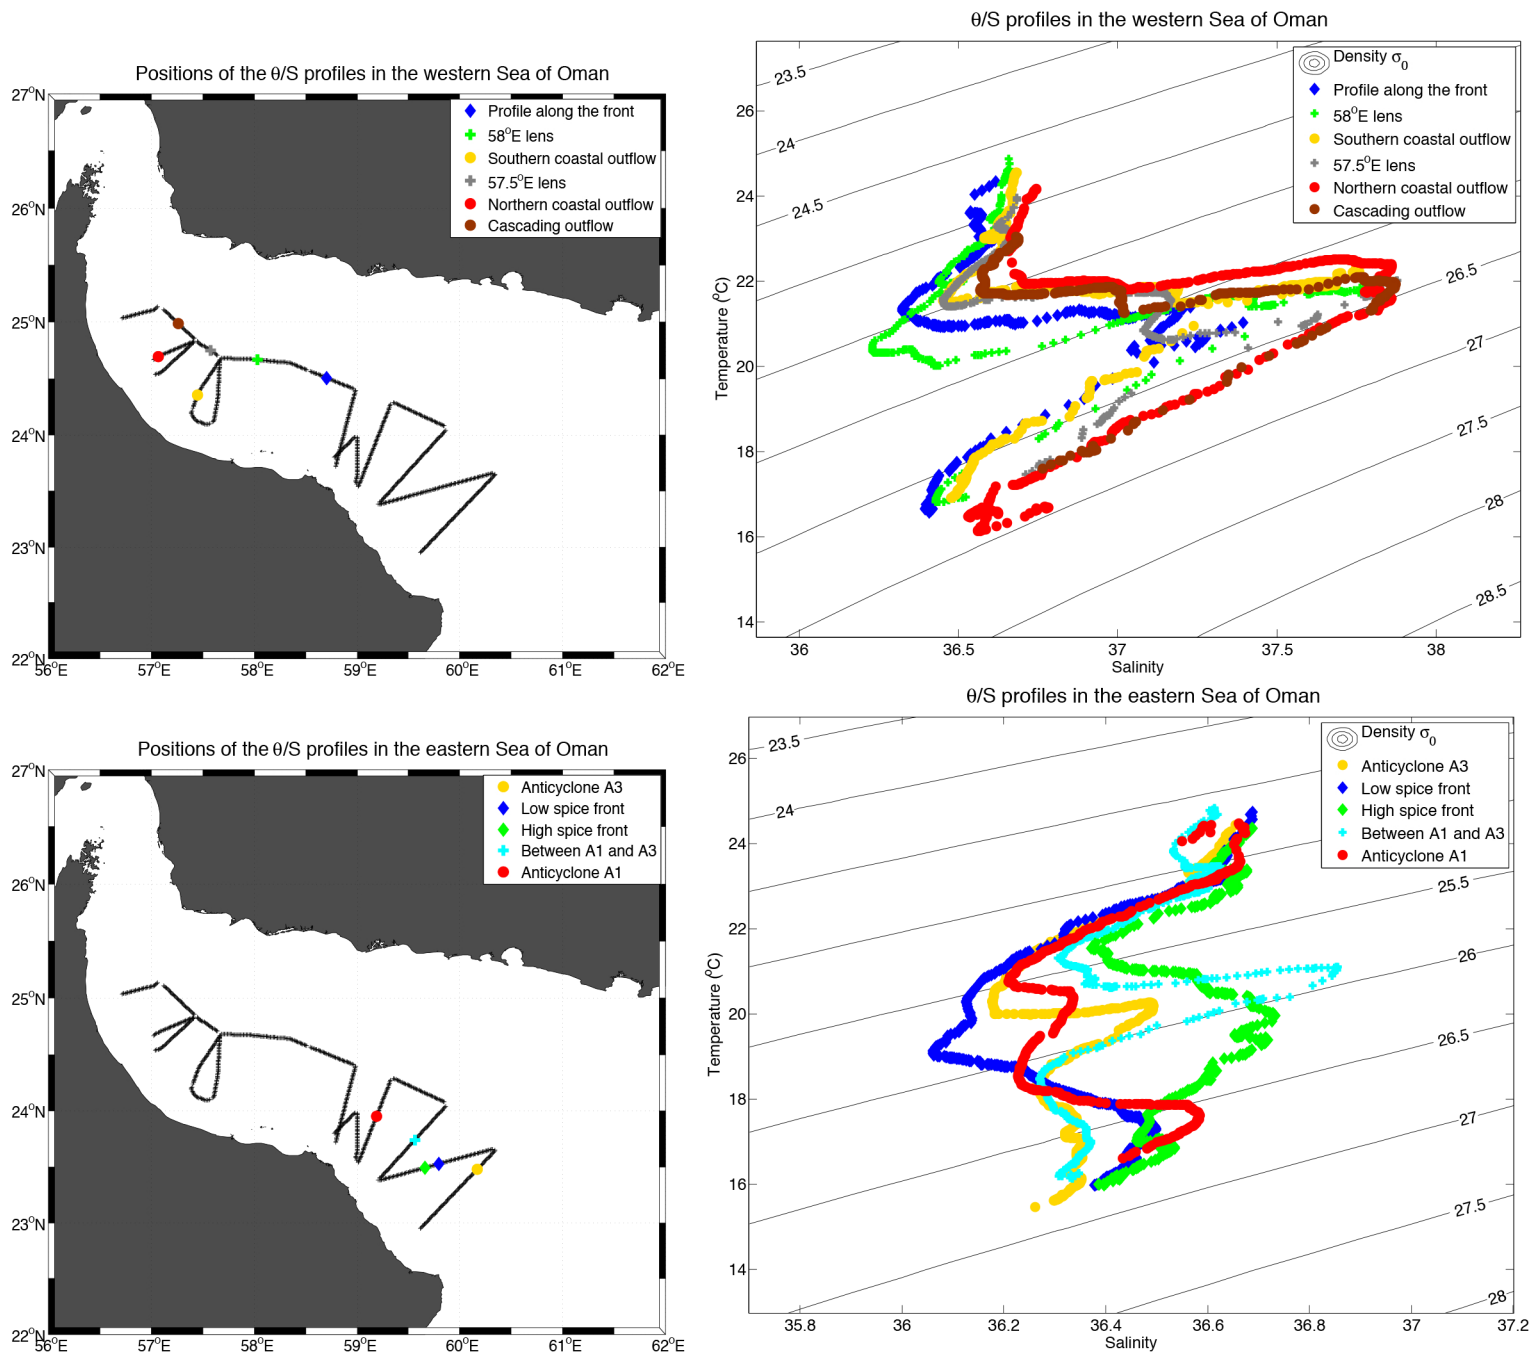 Positions of the θ/S profiles in the western Sea of Oman
27°N
26°N
25°N
24°N
23°N
22°N
56°E
57°E
58°E
59°E
60°E
61°E
62°E
Profile along the front
58°E lens
Southern coastal outflow
57.5°E lens
Northern coastal outflow
Cascading outflow
θ/S profiles in the western Sea of Oman
Density σ0
Profile along the front
58°E lens
Southern coastal outflow
57.5°E lens
Northern coastal outflow
Cascading outflow
23.5
24
24.5
26.5
27
27.5
28
28.5
26
24
22
20
18
16
14
Temperature (°C)
36
36.5
37
37.5
38
Salinity
Positions of the θ/S profiles in the eastern Sea of Oman
27°N
26°N
25°N
24°N
23°N
22°N
56°E
57°E
58°E
59°E
60°E
61°E
62°E
Anticyclone A3
Low spice front
High spice front
Between A1 and A3
Anticyclone A1
θ/S profiles in the eastern Sea of Oman
Density σ0
Anticyclone A3
Low spice front
High spice front
Between A1 and A3
Anticyclone A1
23.5
24
25.5
26
26.5
27
27.5
28
26
24
22
20
18
16
14
Temperature (°C)
35.8
36
36.2
36.4
36.6
36.8
37
37.2
Salinity